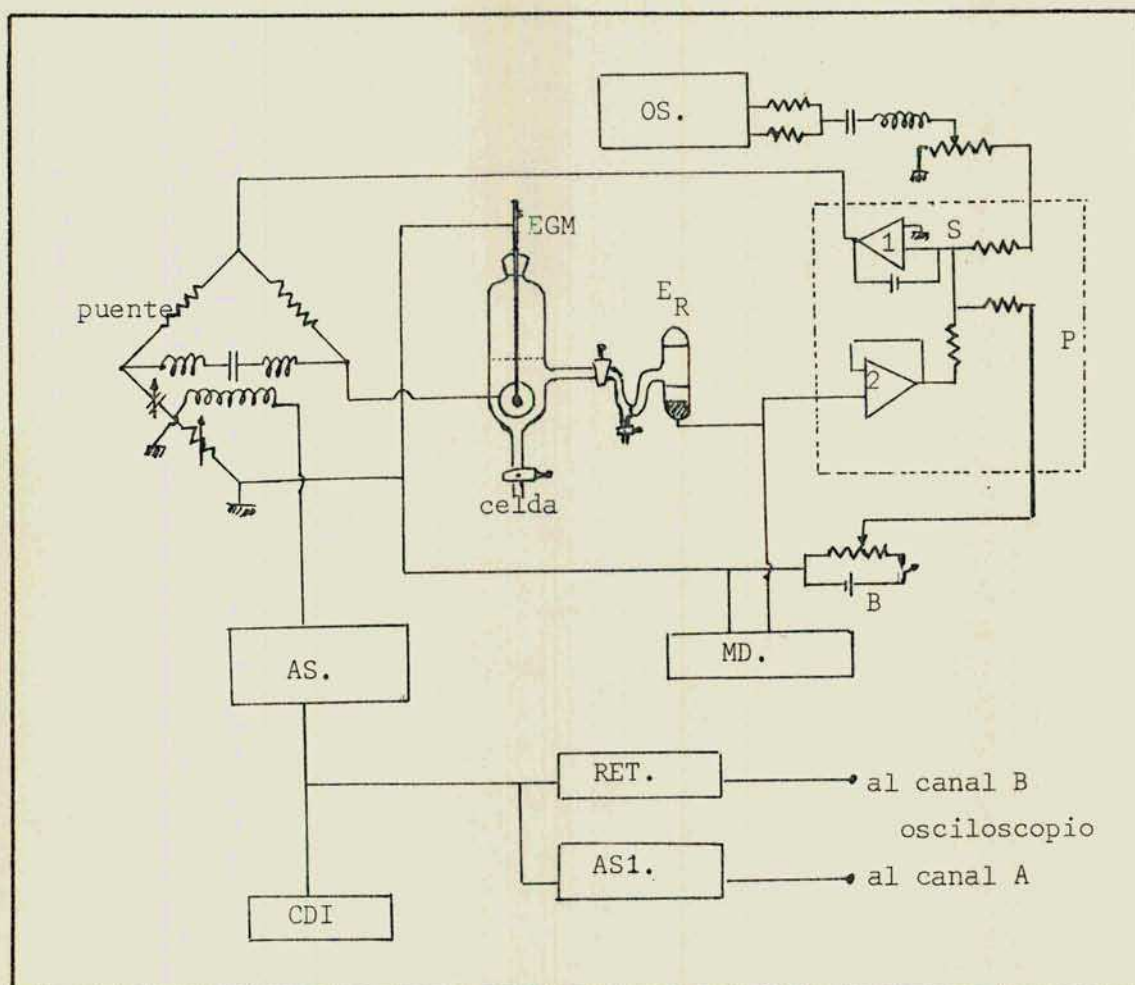 OS.
EGM
1
S
puente
E
R
P
2
celda
B
MD.
AS.
RET.
al canal B
osciloscopio
AS1.
al canal A
CDI